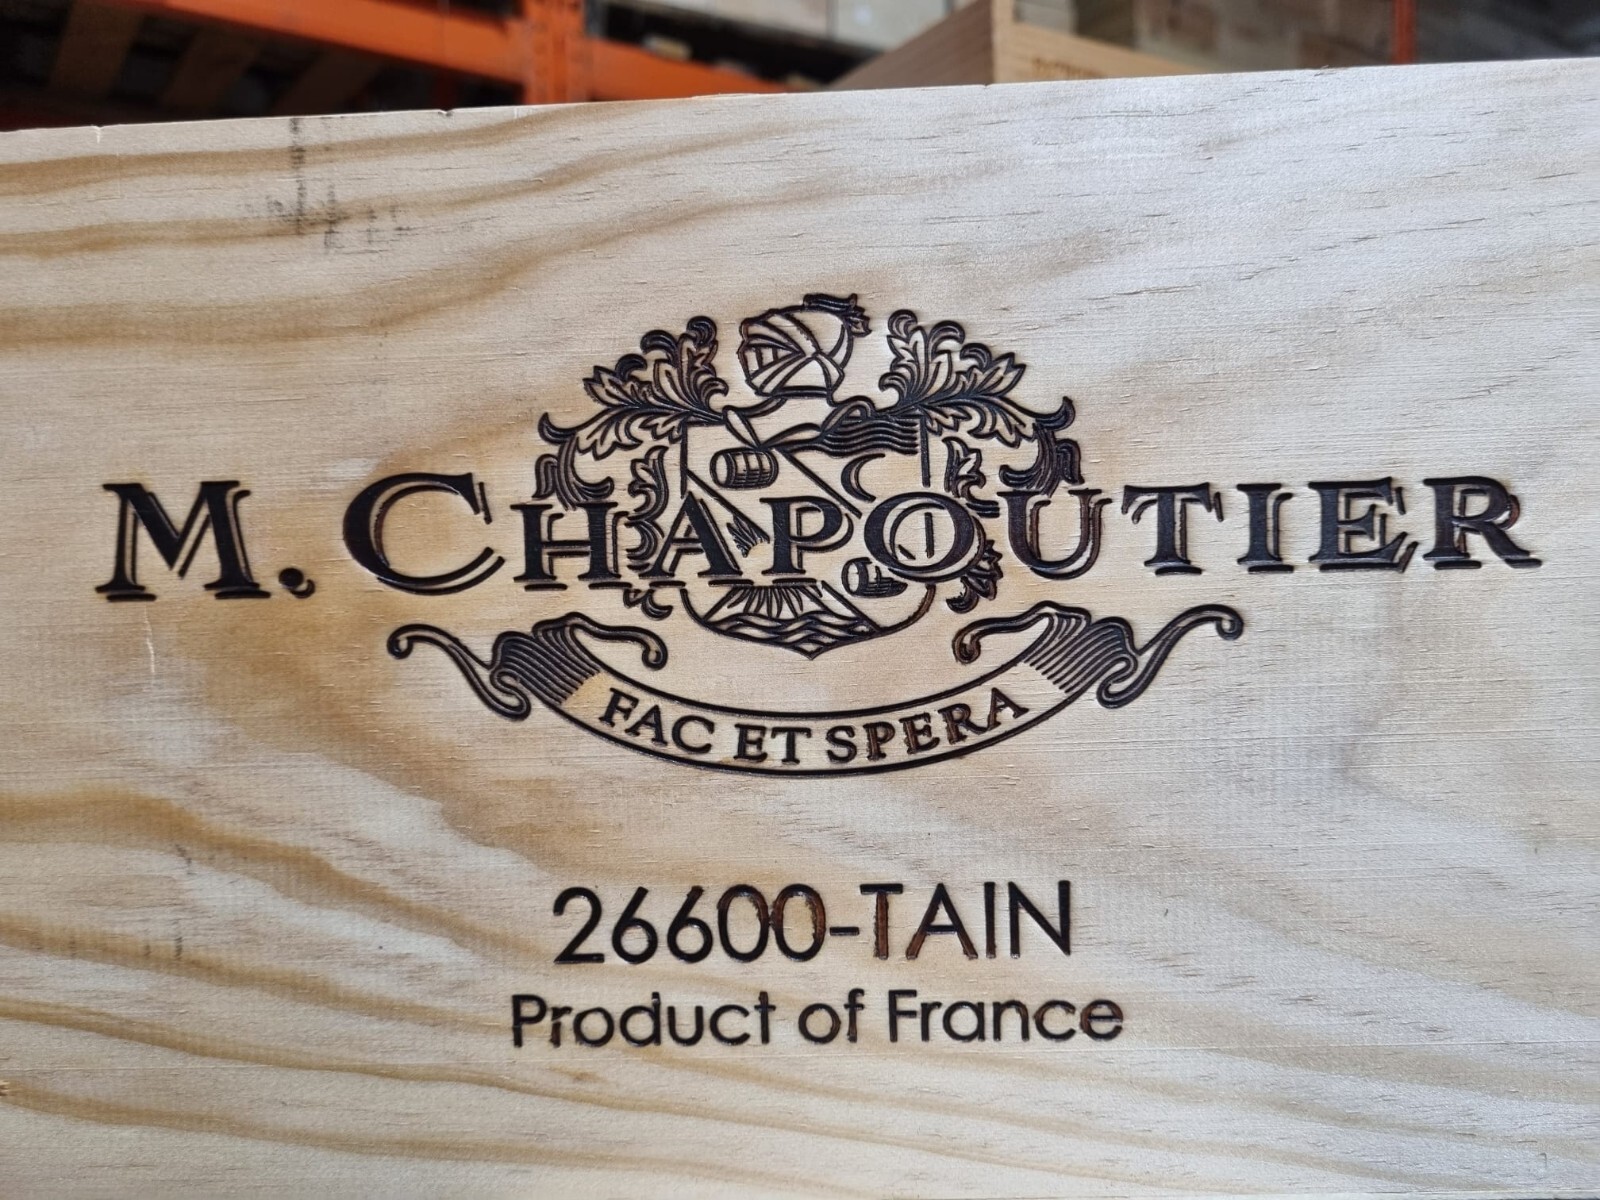 M. CHAPOUTIER
FAC ET SPERA
26600-TAIN
Product of France